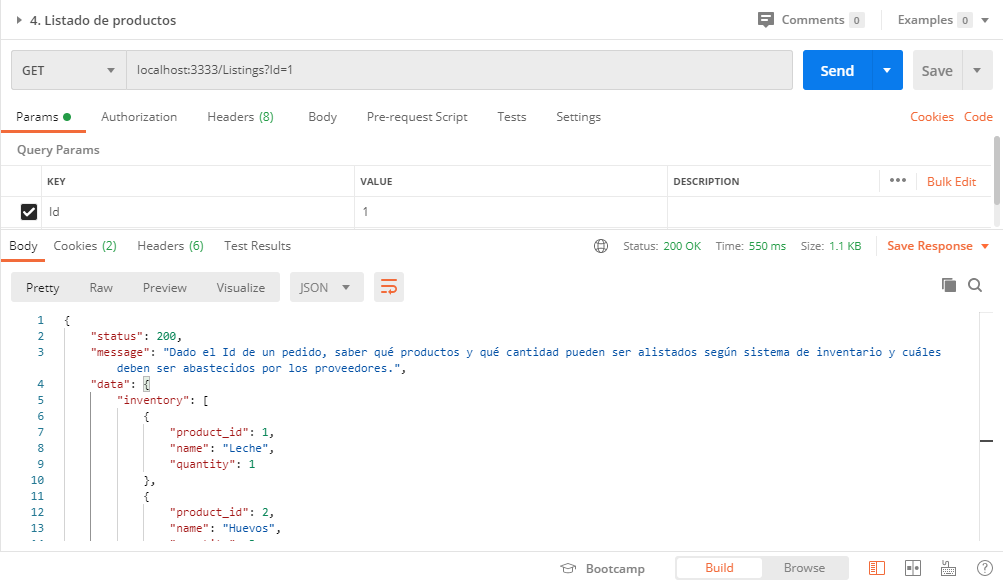 4. Listado de productos Comments 0 Examples 0
GET localhost:3333/Listings?Id=1 Send Save
Params Authorization Headers (8) Body Pre-request Script Tests Settings Cookies Code
Query Params
KEY VALUE DESCRIPTION ••• Bulk Edit
Id 1
Body Cookies (2) Headers (6) Test Results Status: 200 OK Time: 550 ms Size: 1.1 KB Save Response
Pretty Raw Preview Visualize JSON
1 {
2 "status": 200,
3 "message": "Dado el Id de un pedido, saber qué productos y qué cantidad pueden ser alistados según sistema de inventario y cuáles
deben ser abastecidos por los proveedores.",
4 "data": {
5 "inventory": [
6 {
7 "product_id": 1,
8 "name": "Leche",
9 "quantity": 1
10 },
11 {
12 "product_id": 2,
13 "name": "Huevos",
Bootcamp Build Browse ?